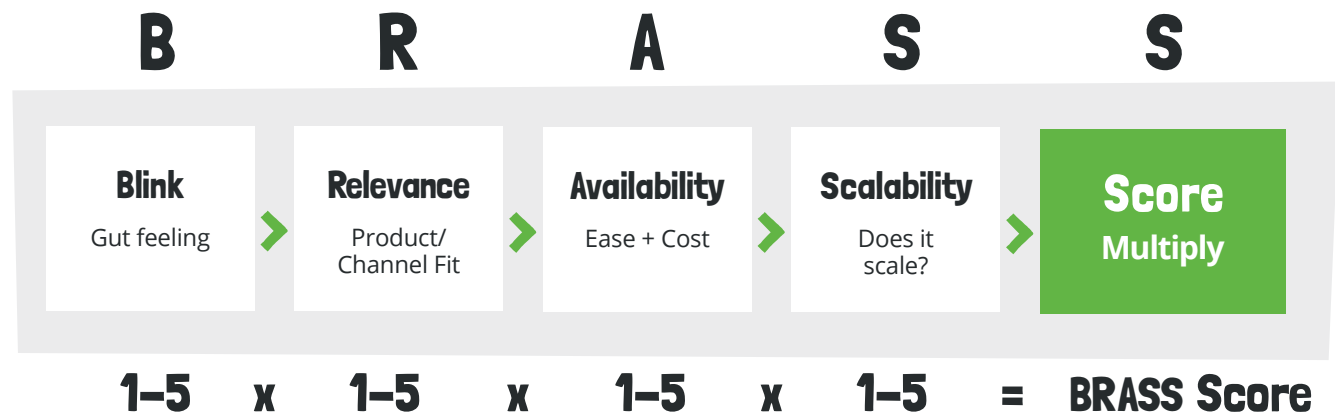 B R A S S
Blink
Gut feeling
Relevance
Product/
Channel Fit
Availability
Ease + Cost
Scalability
Does it
scale?
Score
Multiply
1–5 x 1–5 x 1–5 x 1–5 = BRASS Score